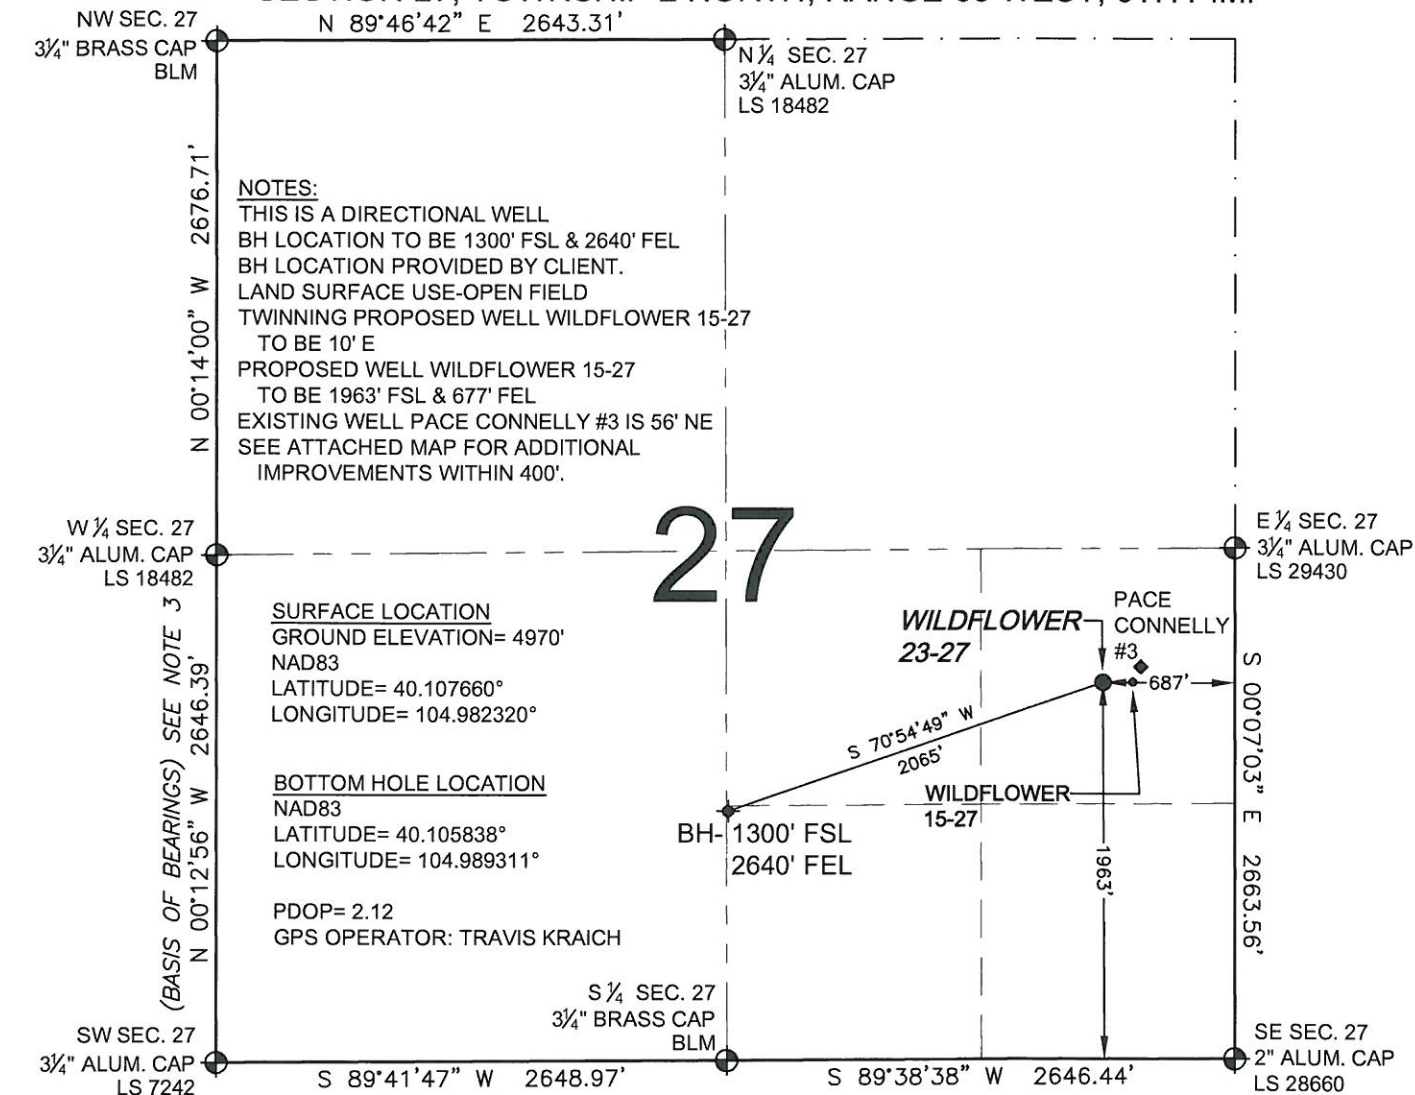 N 89°46'42" E 2643.31'
NW SEC. 27
3¼" BRASS CAP
BLM
N ¼ SEC. 27
3¼" ALUM. CAP
LS 18482
N 00°14'00" W 2676.71'
NOTES:
THIS IS A DIRECTIONAL WELL
BH LOCATION TO BE 1300' FSL & 2640' FEL
BH LOCATION PROVIDED BY CLIENT.
LAND SURFACE USE-OPEN FIELD
TWINNING PROPOSED WELL WILDFLOWER 15-27
TO BE 10' E
PROPOSED WELL WILDFLOWER 15-27
TO BE 1963' FSL & 677' FEL
EXISTING WELL PACE CONNELLY #3 IS 56' NE
SEE ATTACHED MAP FOR ADDITIONAL
IMPROVEMENTS WITHIN 400'.
27
W ¼ SEC. 27
3¼" ALUM. CAP
LS 18482
E ¼ SEC. 27
3¼" ALUM. CAP
LS 29430
(BASIS OF BEARINGS) SEE NOTE 3
N 00°12'56" W 2646.39'
SURFACE LOCATION
GROUND ELEVATION= 4970'
NAD83
LATITUDE= 40.107660°
LONGITUDE= 104.982320°
BOTTOM HOLE LOCATION
NAD83
LATITUDE= 40.105838°
LONGITUDE= 104.989311°
PDOP= 2.12
GPS OPERATOR: TRAVIS KRAICH
WILDFLOWER
23-27
PACE
CONNELLY
#3
687'
S 70°54'49" W
2065'
WILDFLOWER
15-27
BH- 1300' FSL
2640' FEL
1963'
S 00°07'03" E 2663.56'
S ¼ SEC. 27
3¼" BRASS CAP
BLM
SW SEC. 27
3¼" ALUM. CAP
LS 7242
S 89°41'47" W 2648.97'
S 89°38'38" W 2646.44'
SE SEC. 27
2" ALUM. CAP
LS 28660